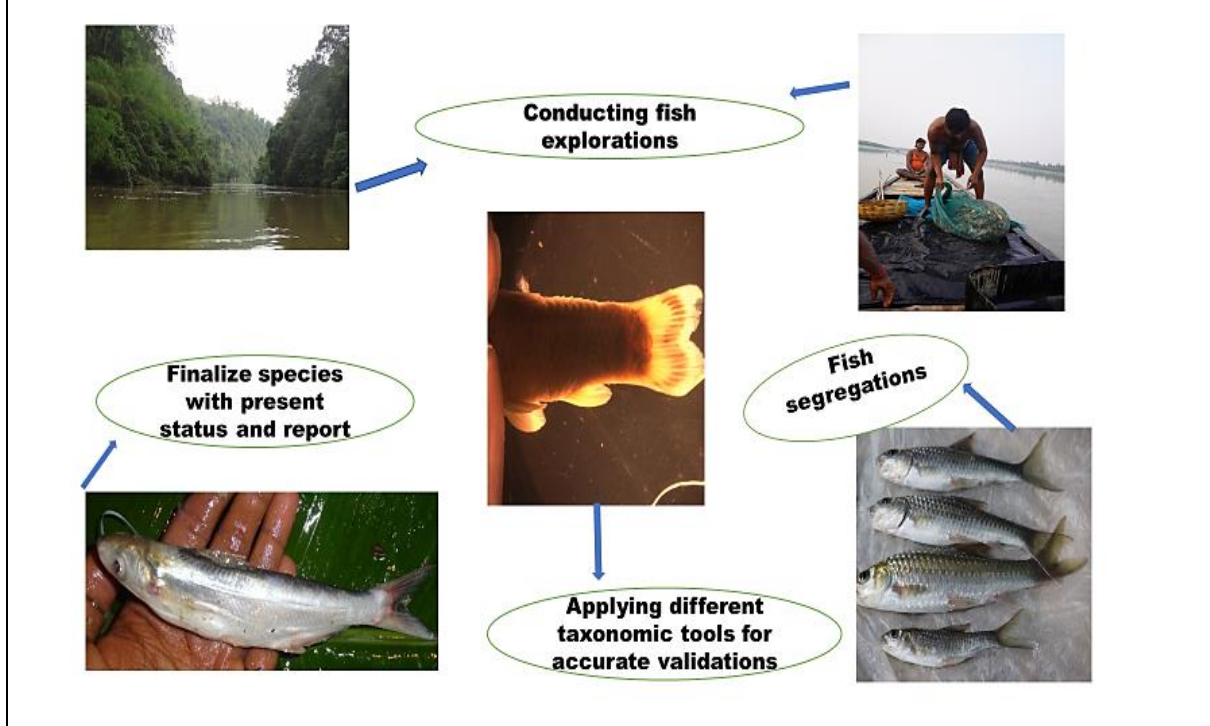 Conducting fish
explorations
Fish
segregations
Finalize species
with present
status and report
Applying different
taxonomic tools for
accurate validations